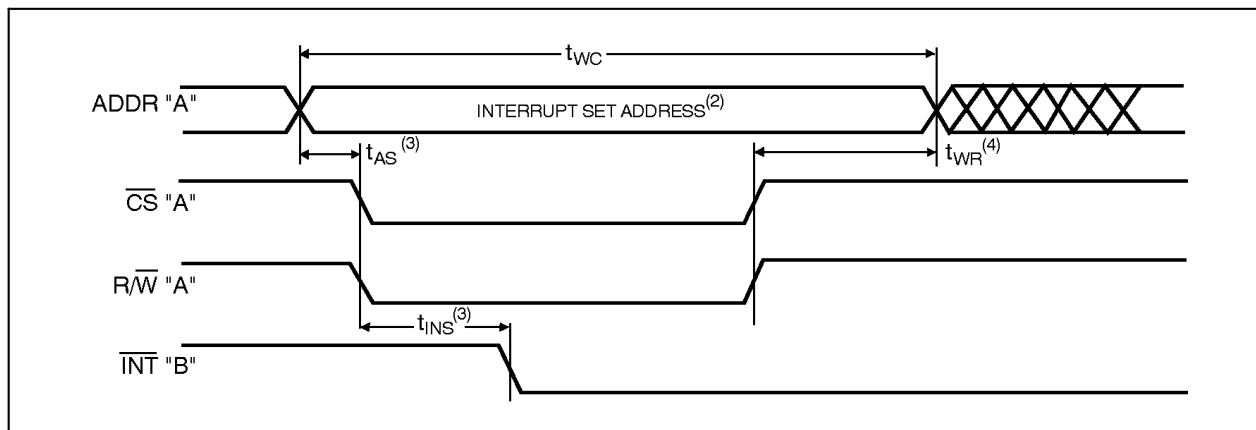 tWC
ADDR "A"
INTERRUPT SET ADDRESS(2)
tAS(3)
tWR(4)
CS "A"
R/W "A"
tINS(3)
INT "B"